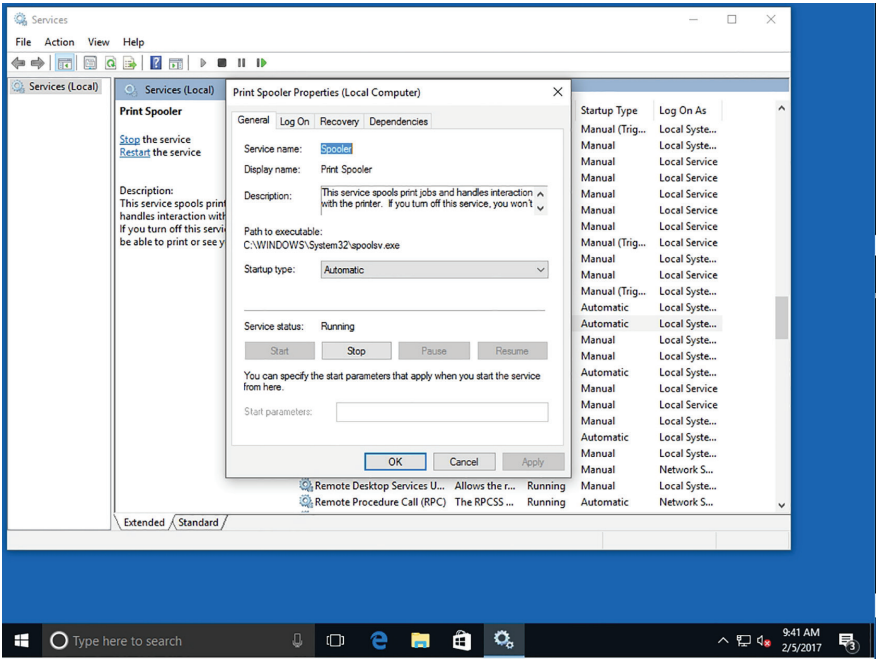 Services
File Action View Help
Services (Local)
Services (Local)
Print Spooler
Stop the service
Restart the service
Description:
This service spools print
handles interaction with
If you turn off this servi
be able to print or see y
Print Spooler Properties (Local Computer)
General Log On Recovery Dependencies
Service name: Spooler
Display name: Print Spooler
Description: This service spools print jobs and handles interaction
with the printer. If you turn off this service, you won't
Path to executable:
C:\WINDOWS\System32\spoolsv.exe
Startup type: Automatic
Service status: Running
Start Stop Pause Resume
You can specify the start parameters that apply when you start the service
from here.
Start parameters:
OK Cancel Apply
Startup Type Log On As
Manual (Trig... Local Syste...
Manual Local Syste...
Manual Local Service
Manual Local Service
Manual Local Service
Manual Local Service
Manual Local Service
Manual (Trig... Local Service
Manual Local Syste...
Manual Local Service
Manual (Trig... Local Syste...
Automatic Local Syste...
Automatic Local Syste...
Manual Local Syste...
Manual Local Syste...
Automatic Local Syste...
Manual Local Service
Manual Local Service
Manual Local Syste...
Automatic Local Syste...
Manual Local Syste...
Manual Network S...
Remote Desktop Services U... Allows the r... Running Manual Local Syste...
Remote Procedure Call (RPC) The RPCSS ... Running Automatic Network S...
Extended Standard
Type here to search
9:41 AM
2/5/2017
3